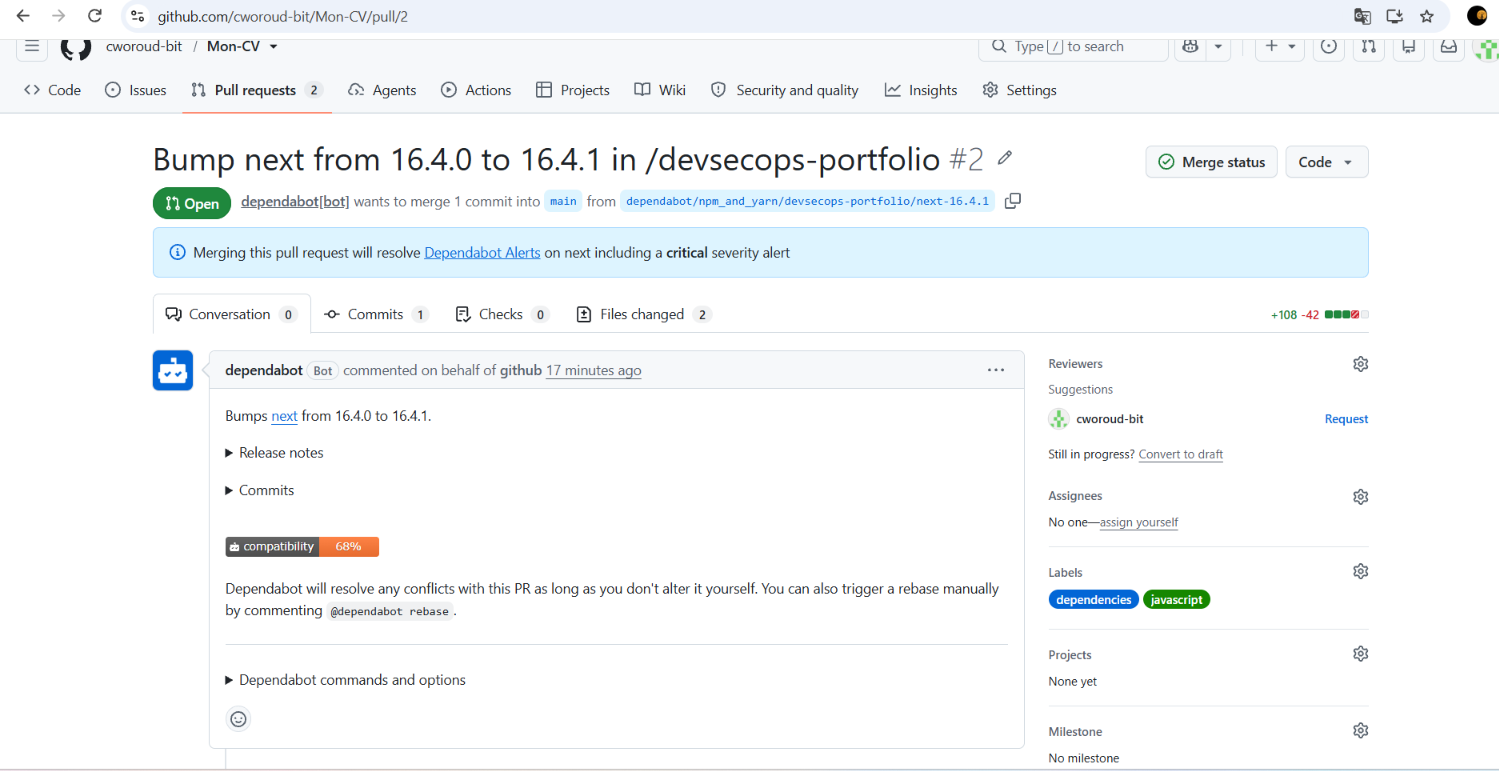 github.com/cworoud-bit/Mon-CV/pull/2
cworoud-bit / Mon-CV
Type / to search
Code Issues Pull requests 2 Agents Actions Projects Wiki Security and quality Insights Settings
Bump next from 16.4.0 to 16.4.1 in /devsecops-portfolio #2
Merge status Code
Open dependabot[bot] wants to merge 1 commit into main from dependabot/npm_and_yarn/devsecops-portfolio/next-16.4.1
Merging this pull request will resolve Dependabot Alerts on next including a critical severity alert
Conversation 0 Commits 1 Checks 0 Files changed 2 +108 -42
dependabot Bot commented on behalf of github 17 minutes ago
Bumps next from 16.4.0 to 16.4.1.
Release notes
Commits
compatibility 68%
Dependabot will resolve any conflicts with this PR as long as you don't alter it yourself. You can also trigger a rebase manually
by commenting @dependabot rebase.
Dependabot commands and options
Reviewers
Suggestions
cworoud-bit Request
Still in progress? Convert to draft
Assignees
No one—assign yourself
Labels
dependencies javascript
Projects
None yet
Milestone
No milestone